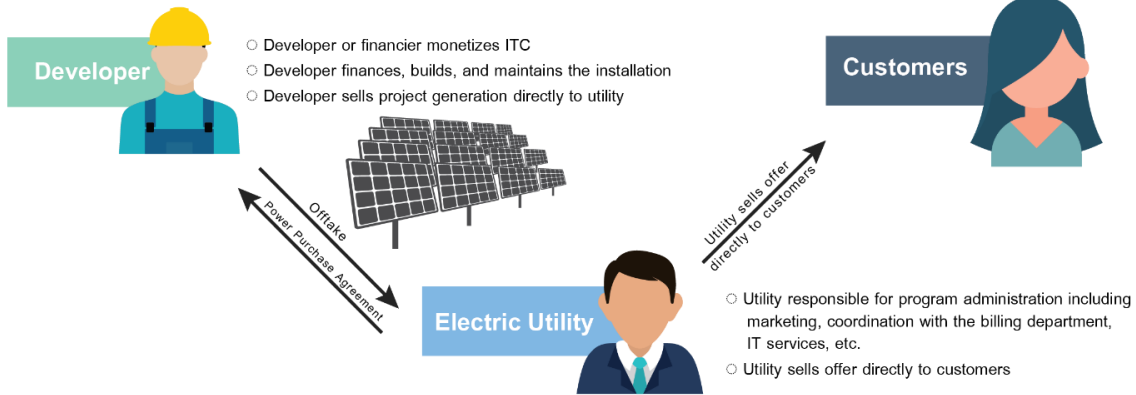 Developer
○ Developer or financier monetizes ITC
○ Developer finances, builds, and maintains the installation
○ Developer sells project generation directly to utility
Customers
Offtake
Power Purchase Agreement
Utility sells offer
directly to customers
Electric Utility
○ Utility responsible for program administration including
marketing, coordination with the billing department,
IT services, etc.
○ Utility sells offer directly to customers